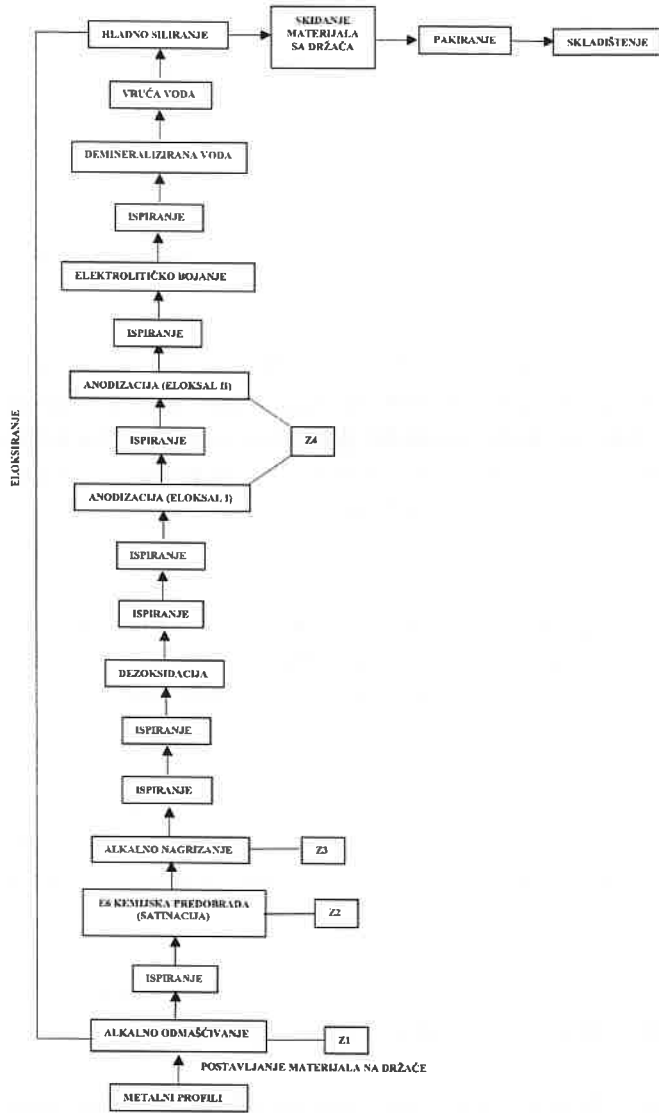 HLADNO SILIRANJE
SKIDANJE
MATERIJALA
SA DRŽAČA
PAKIRANJE
SKLADIŠTENJE
VRUĆA VODA
DEMINERALIZIRANA VODA
ISPIRANJE
ELEKTROLITIČKO BOJANJE
ISPIRANJE
ANODIZACIJA (ELOKSAL II)
ISPIRANJE
Z4
ANODIZACIJA (ELOKSAL I)
ELOKSIRANJE
ISPIRANJE
ISPIRANJE
DEZOKSIDACIJA
ISPIRANJE
ISPIRANJE
ALKALNO NAGRIZANJE
Z3
E6 KEMIJSKA PREDOBRADA
(SATINACIJA)
Z2
ISPIRANJE
ALKALNO ODMAŠĆIVANJE
Z1
POSTAVLJANJE MATERIJALA NA DRŽAČE
METALNI PROFILI